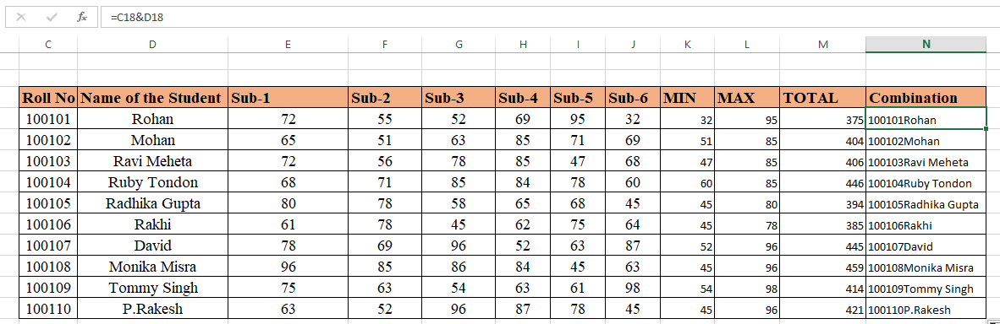 fx =C18&D18
C D E F G H I J K L M N
Roll No Name of the Student Sub-1 Sub-2 Sub-3 Sub-4 Sub-5 Sub-6 MIN MAX TOTAL Combination
100101 Rohan 72 55 52 69 95 32 32 95 375 100101Rohan
100102 Mohan 65 51 63 85 71 69 51 85 404 100102Mohan
100103 Ravi Meheta 72 56 78 85 47 68 47 85 406 100103Ravi Meheta
100104 Ruby Tondon 68 71 85 84 78 60 60 85 446 100104Ruby Tondon
100105 Radhika Gupta 80 78 58 65 68 45 45 80 394 100105Radhika Gupta
100106 Rakhi 61 78 45 62 75 64 45 78 385 100106Rakhi
100107 David 78 69 96 52 63 87 52 96 445 100107David
100108 Monika Misra 96 85 86 84 45 63 45 96 459 100108Monika Misra
100109 Tommy Singh 75 63 54 63 61 98 54 98 414 100109Tommy Singh
100110 P.Rakesh 63 52 96 87 78 45 45 96 421 100110P.Rakesh